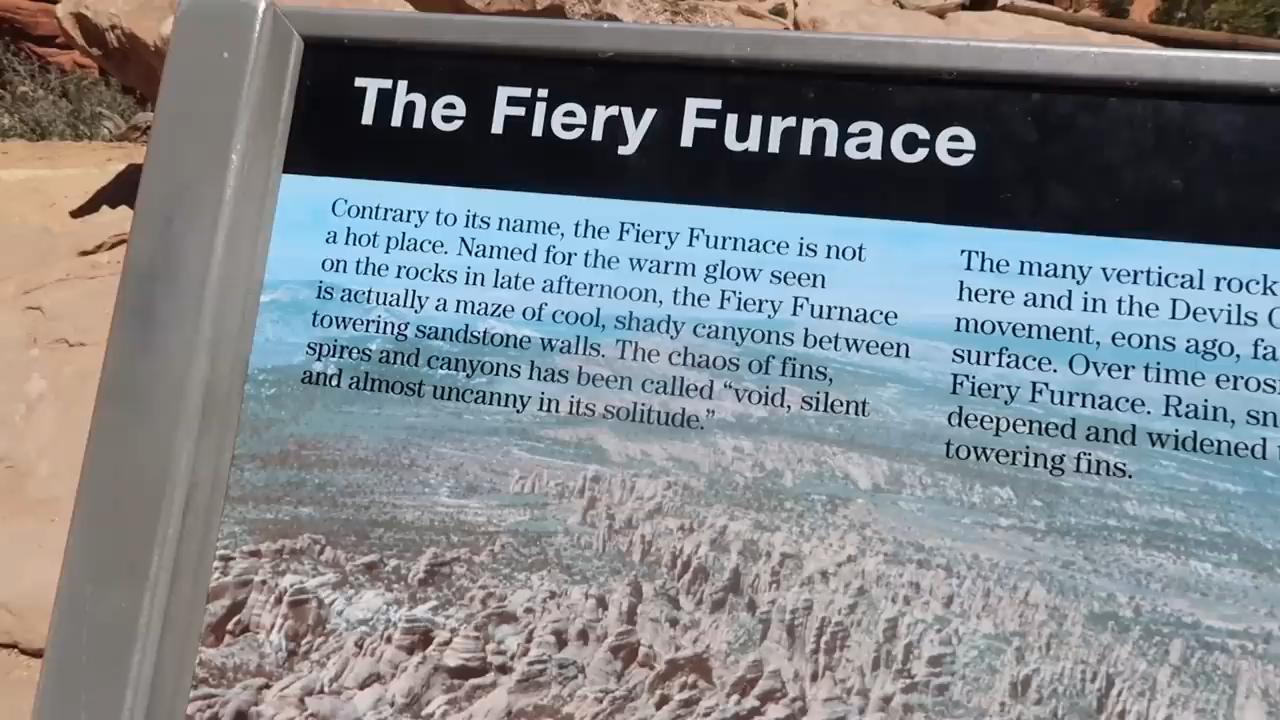 The Fiery Furnace
Contrary to its name, the Fiery Furnace is not
a hot place. Named for the warm glow seen
on the rocks in late afternoon, the Fiery Furnace
is actually a maze of cool, shady canyons between
towering sandstone walls. The chaos of fins,
spires and canyons has been called “void, silent
and almost uncanny in its solitude.”
The many vertical rock
here and in the Devils
movement, eons ago,
surface. Over time
Fiery Furnace. Rain,
deepened and widened
towering fins.